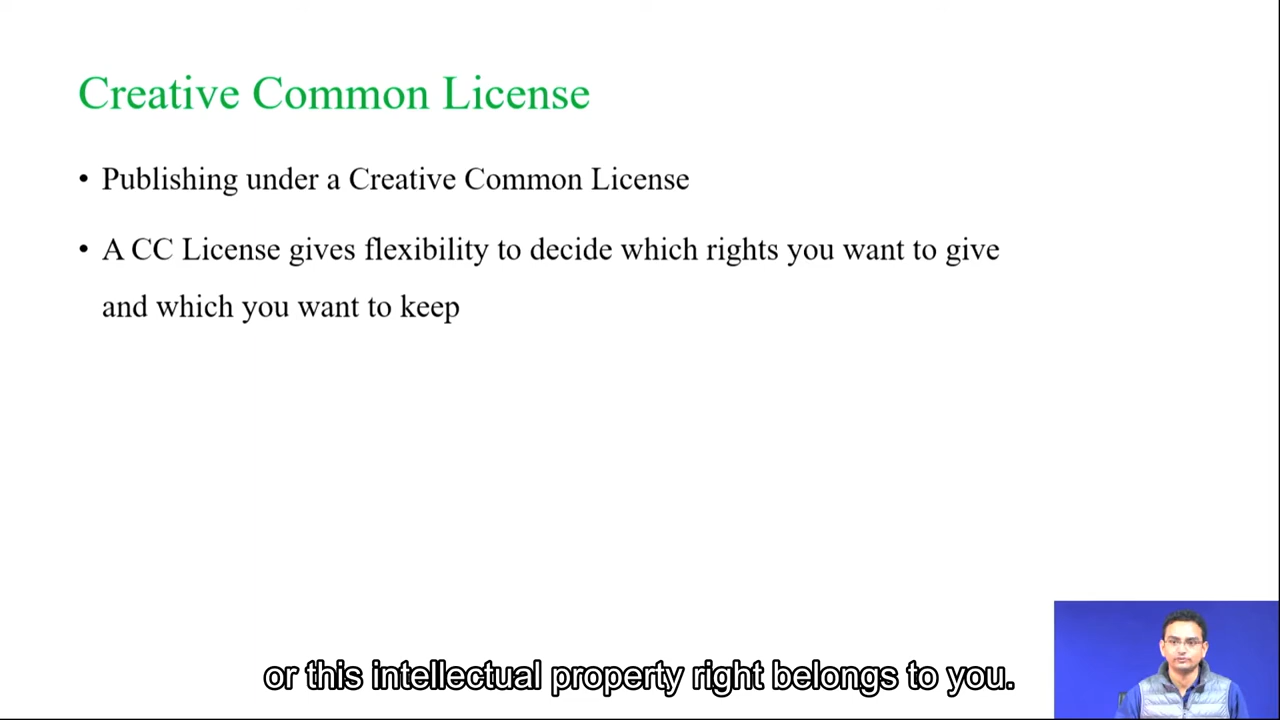 Creative Common License
• Publishing under a Creative Common License
• A CC License gives flexibility to decide which rights you want to give
and which you want to keep
or this intellectual property right belongs to you.